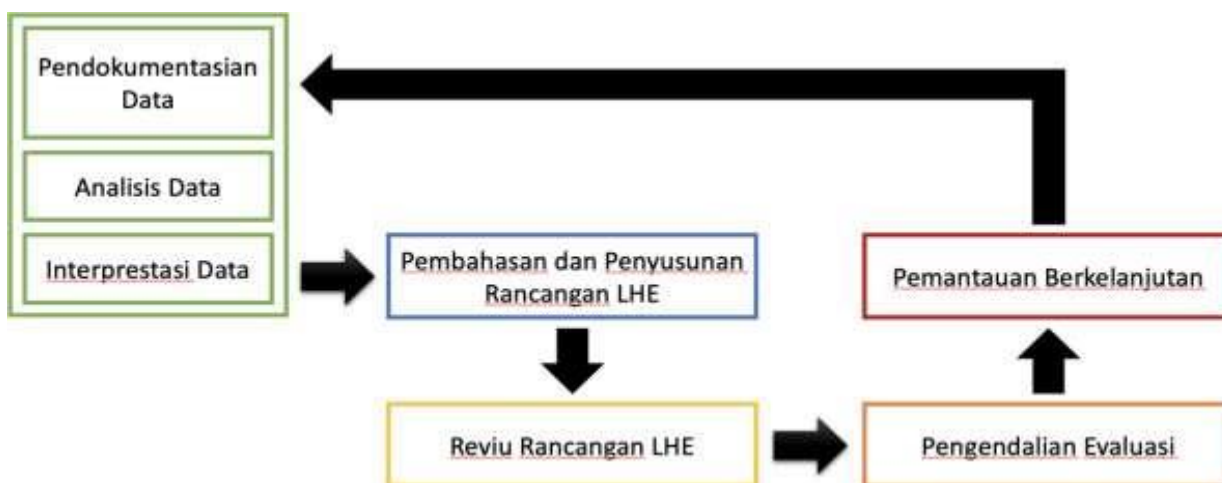 Pendokumentasian
Data
Analisis Data
Interprestasi Data
Pembahasan dan Penyusunan
Rancangan LHE
Reviu Rancangan LHE
Pengendalian Evaluasi
Pemantauan Berkelanjutan